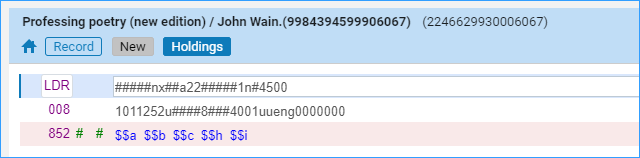 Professing poetry (new edition) / John Wain.(9984394599906067) (2246629930006067)
Record New Holdings
LDR #####nx##a22#####1n#4500
008 1011252u####8###4001uueng0000000
852 # # $$a $$b $$c $$h $$i